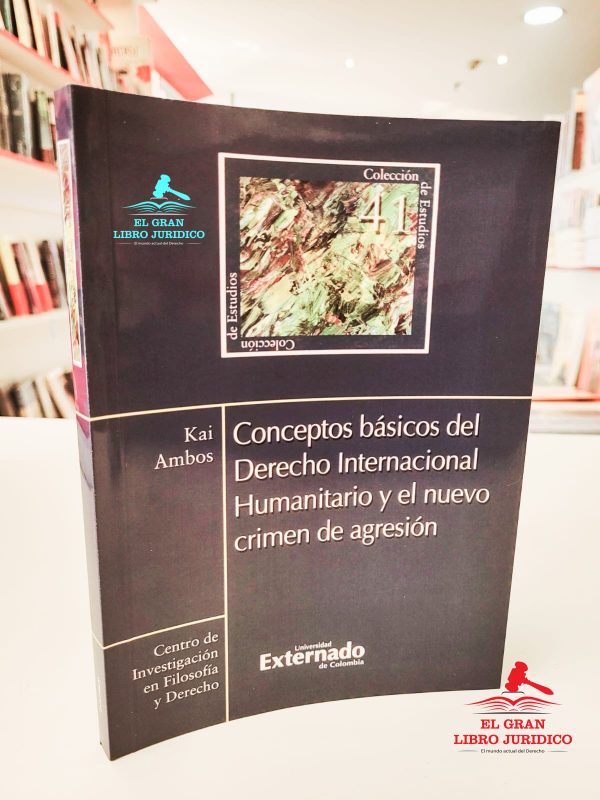 EL GRAN
LIBRO JURIDICO
El mundo actual del Derecho
Colección
de Estudios
41
Colección
de Estudios
Kai
Ambos
Conceptos básicos del
Derecho Internacional
Humanitario y el nuevo
crimen de agresión
Centro de
Investigación
en Filosofía
y Derecho
Universidad
Externado
de Colombia
EL GRAN
LIBRO JURIDICO
El mundo actual del Derecho